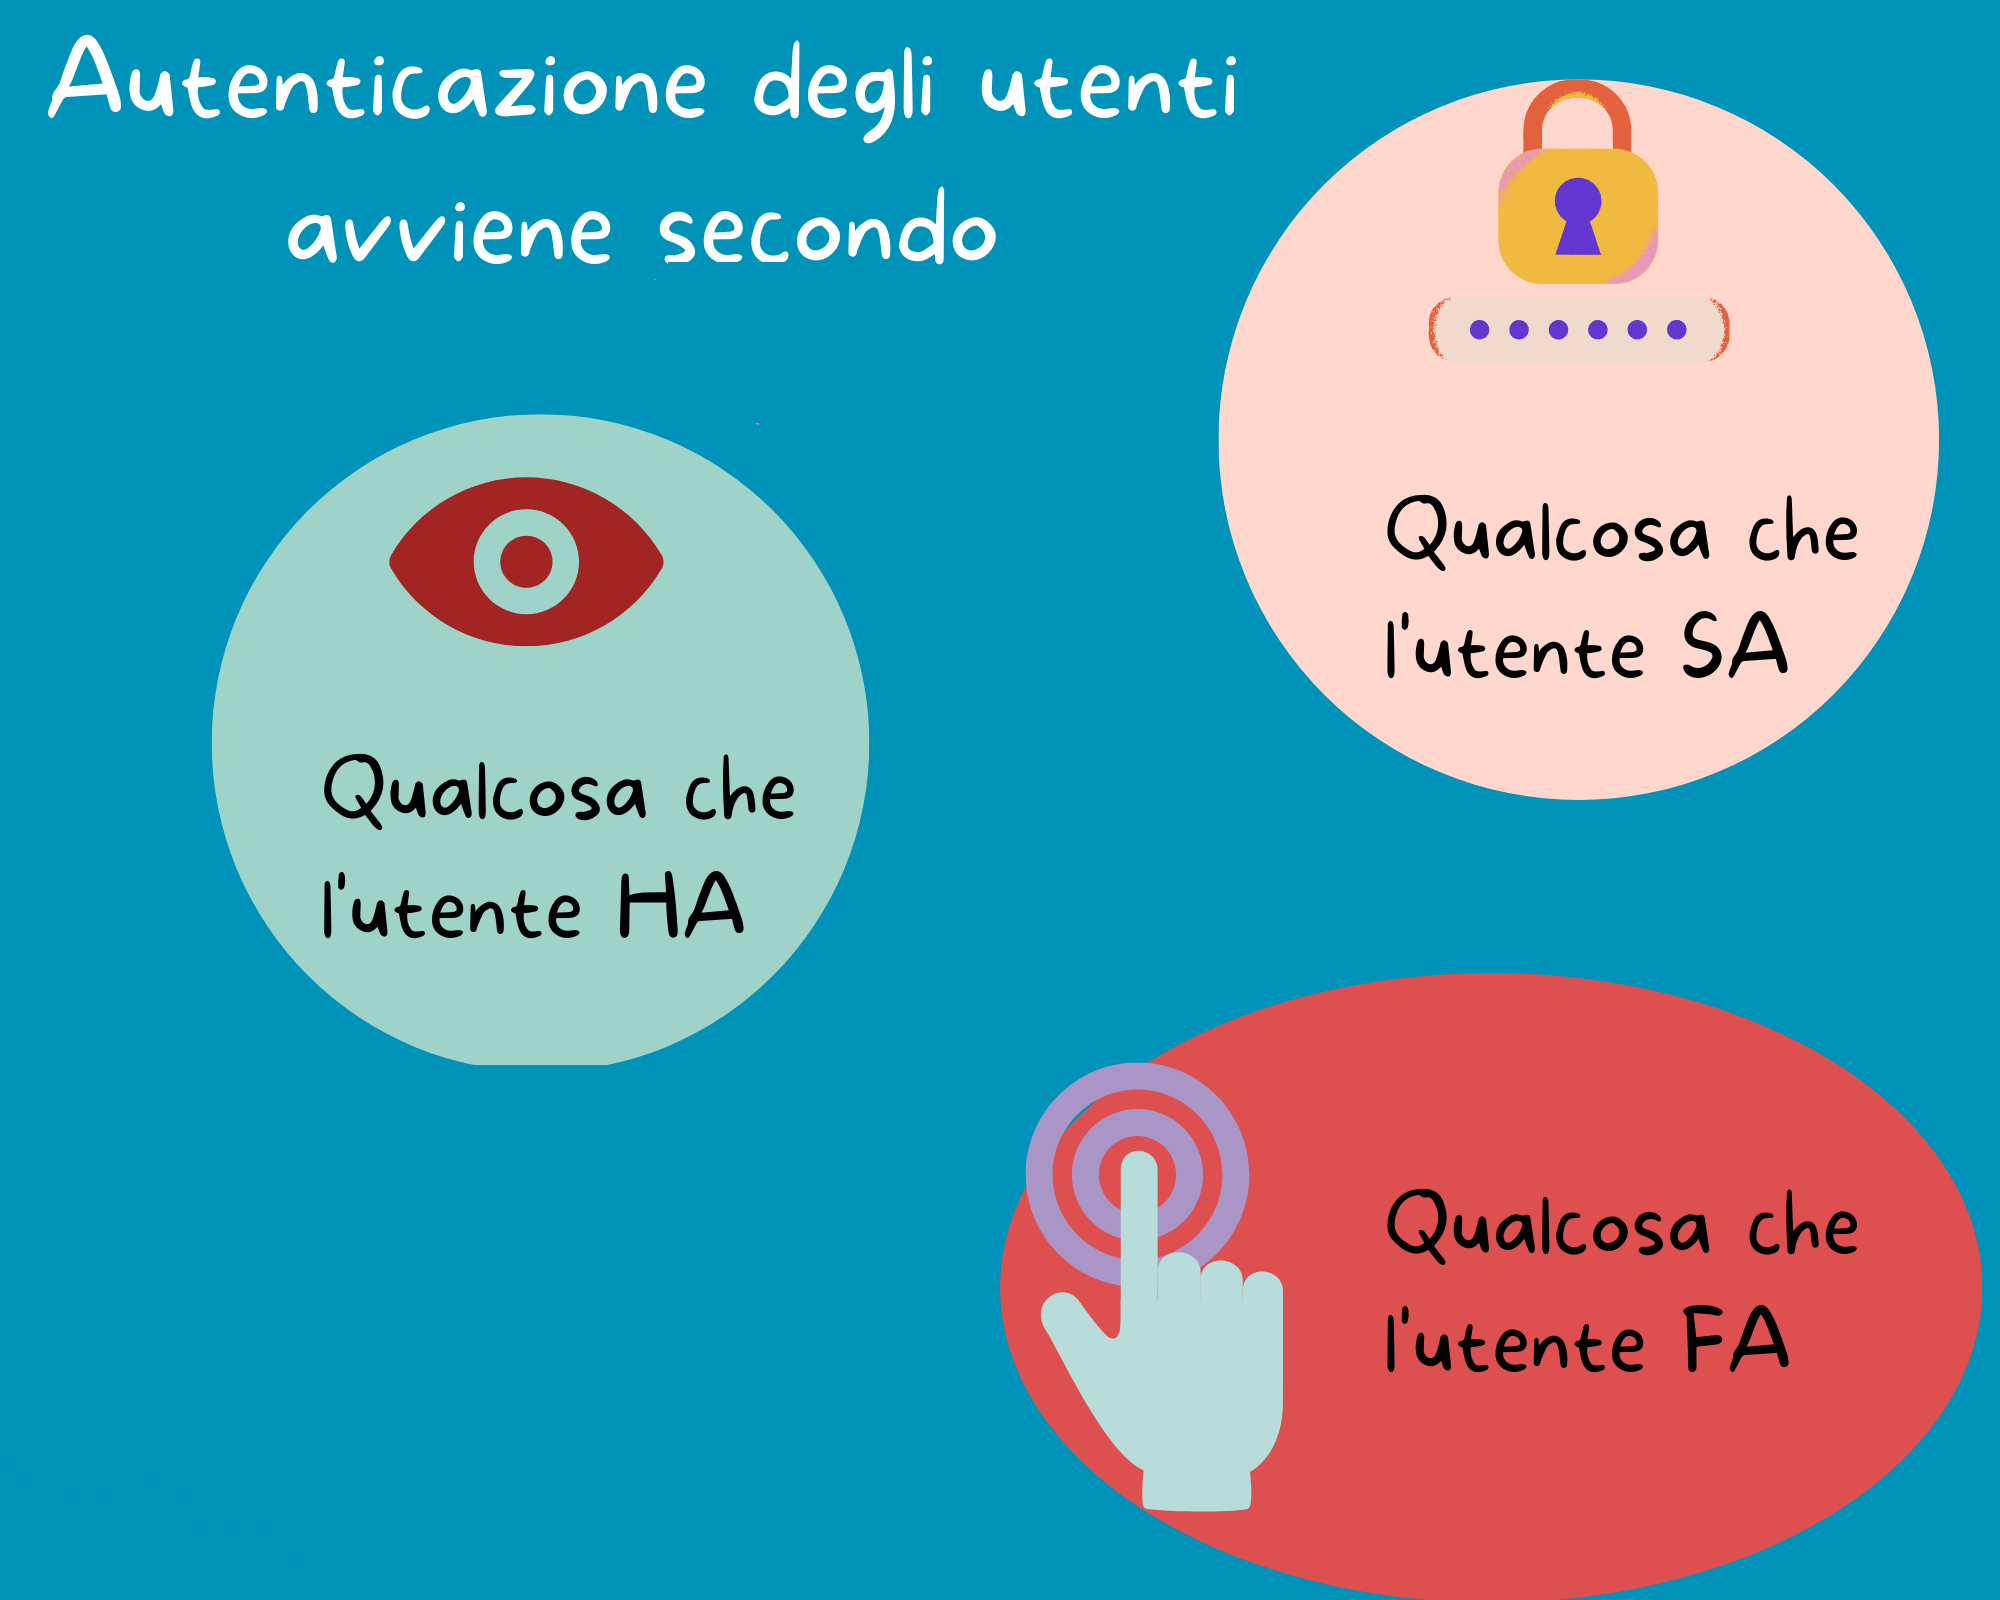 Autenticazione degli utenti
avviene secondo
Qualcosa che
l'utente SA
Qualcosa che
l'utente HA
Qualcosa che
l'utente FA